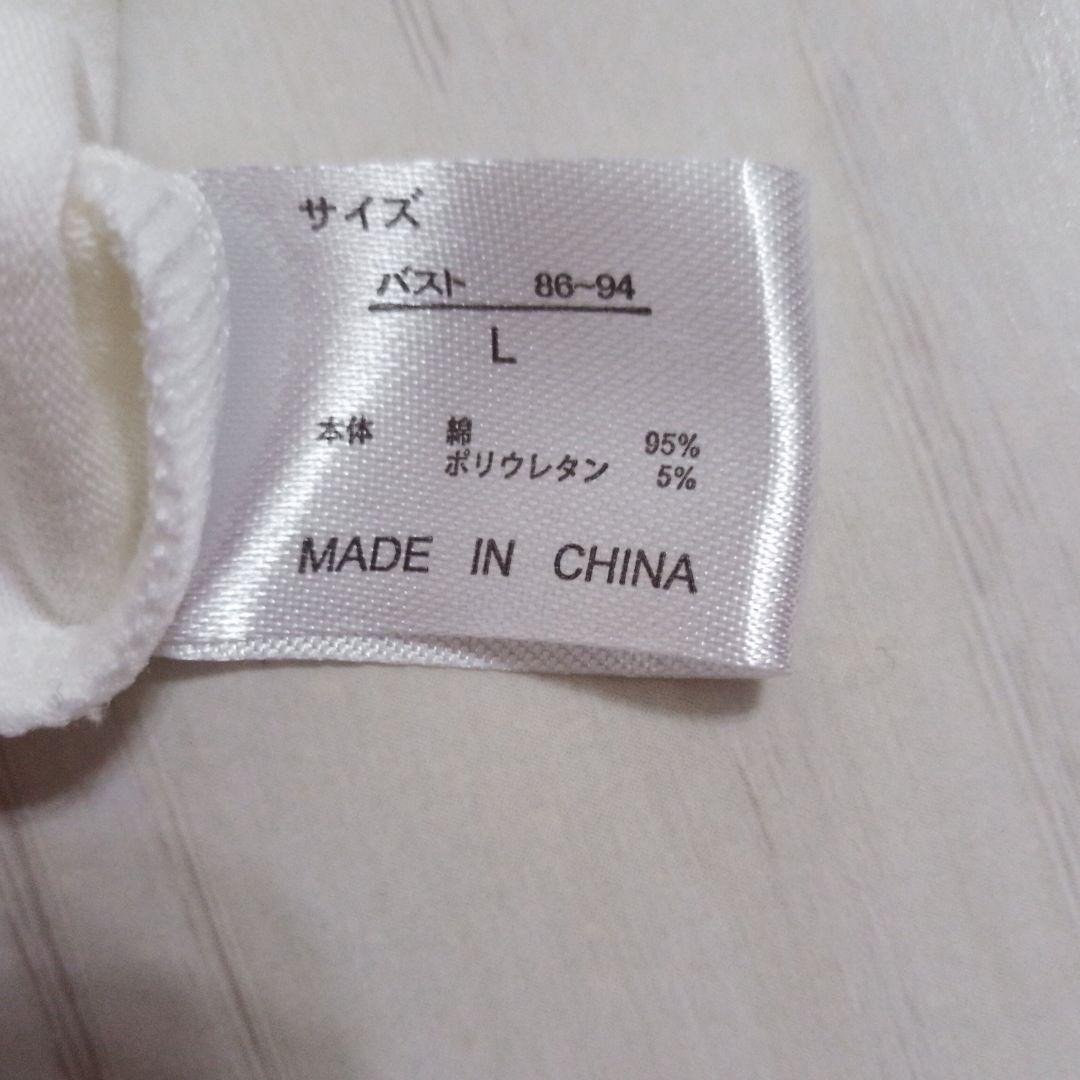 サイズ
バスト 86~94
L
本体 綿 95%
ポリウレタン 5%
MADE IN CHINA